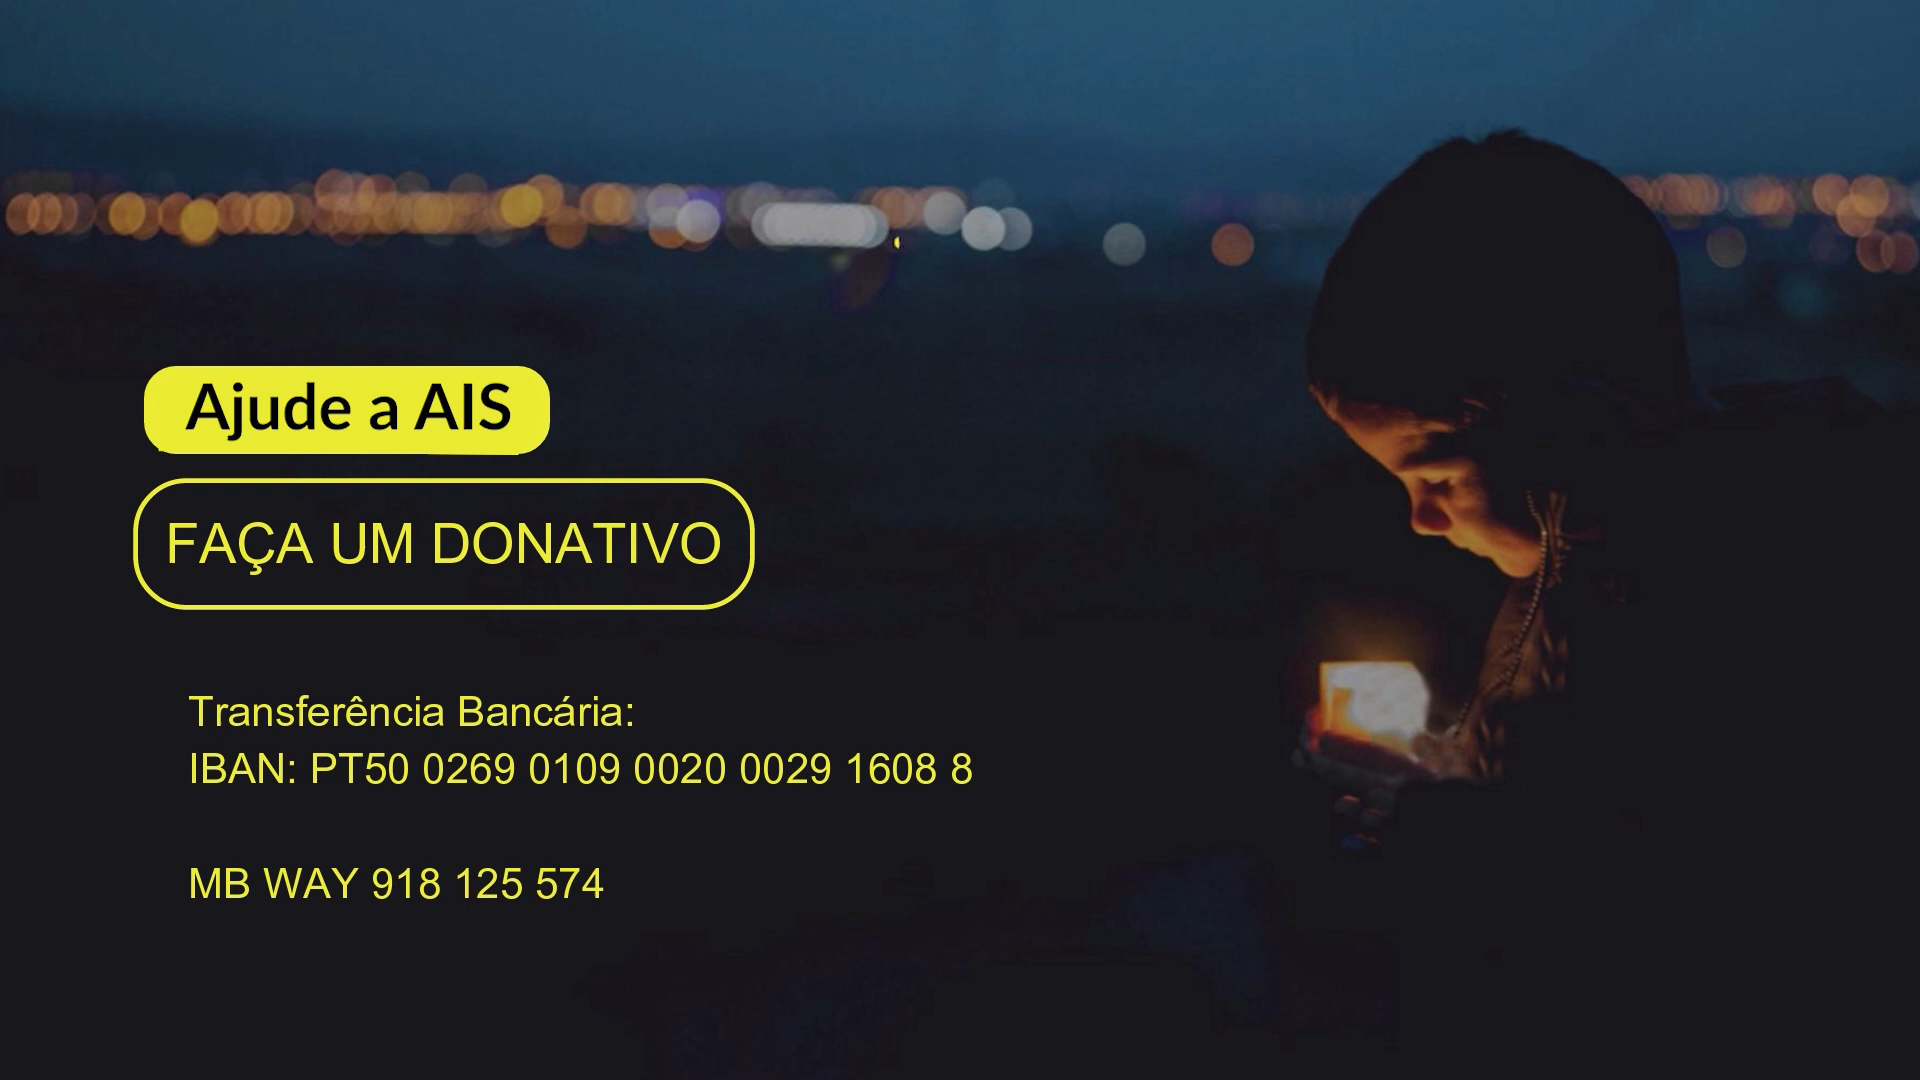 Ajude a AIS
FAÇA UM DONATIVO
Transferência Bancária:
IBAN: PT50 0269 0109 0020 0029 1608 8
MB WAY 918 125 574